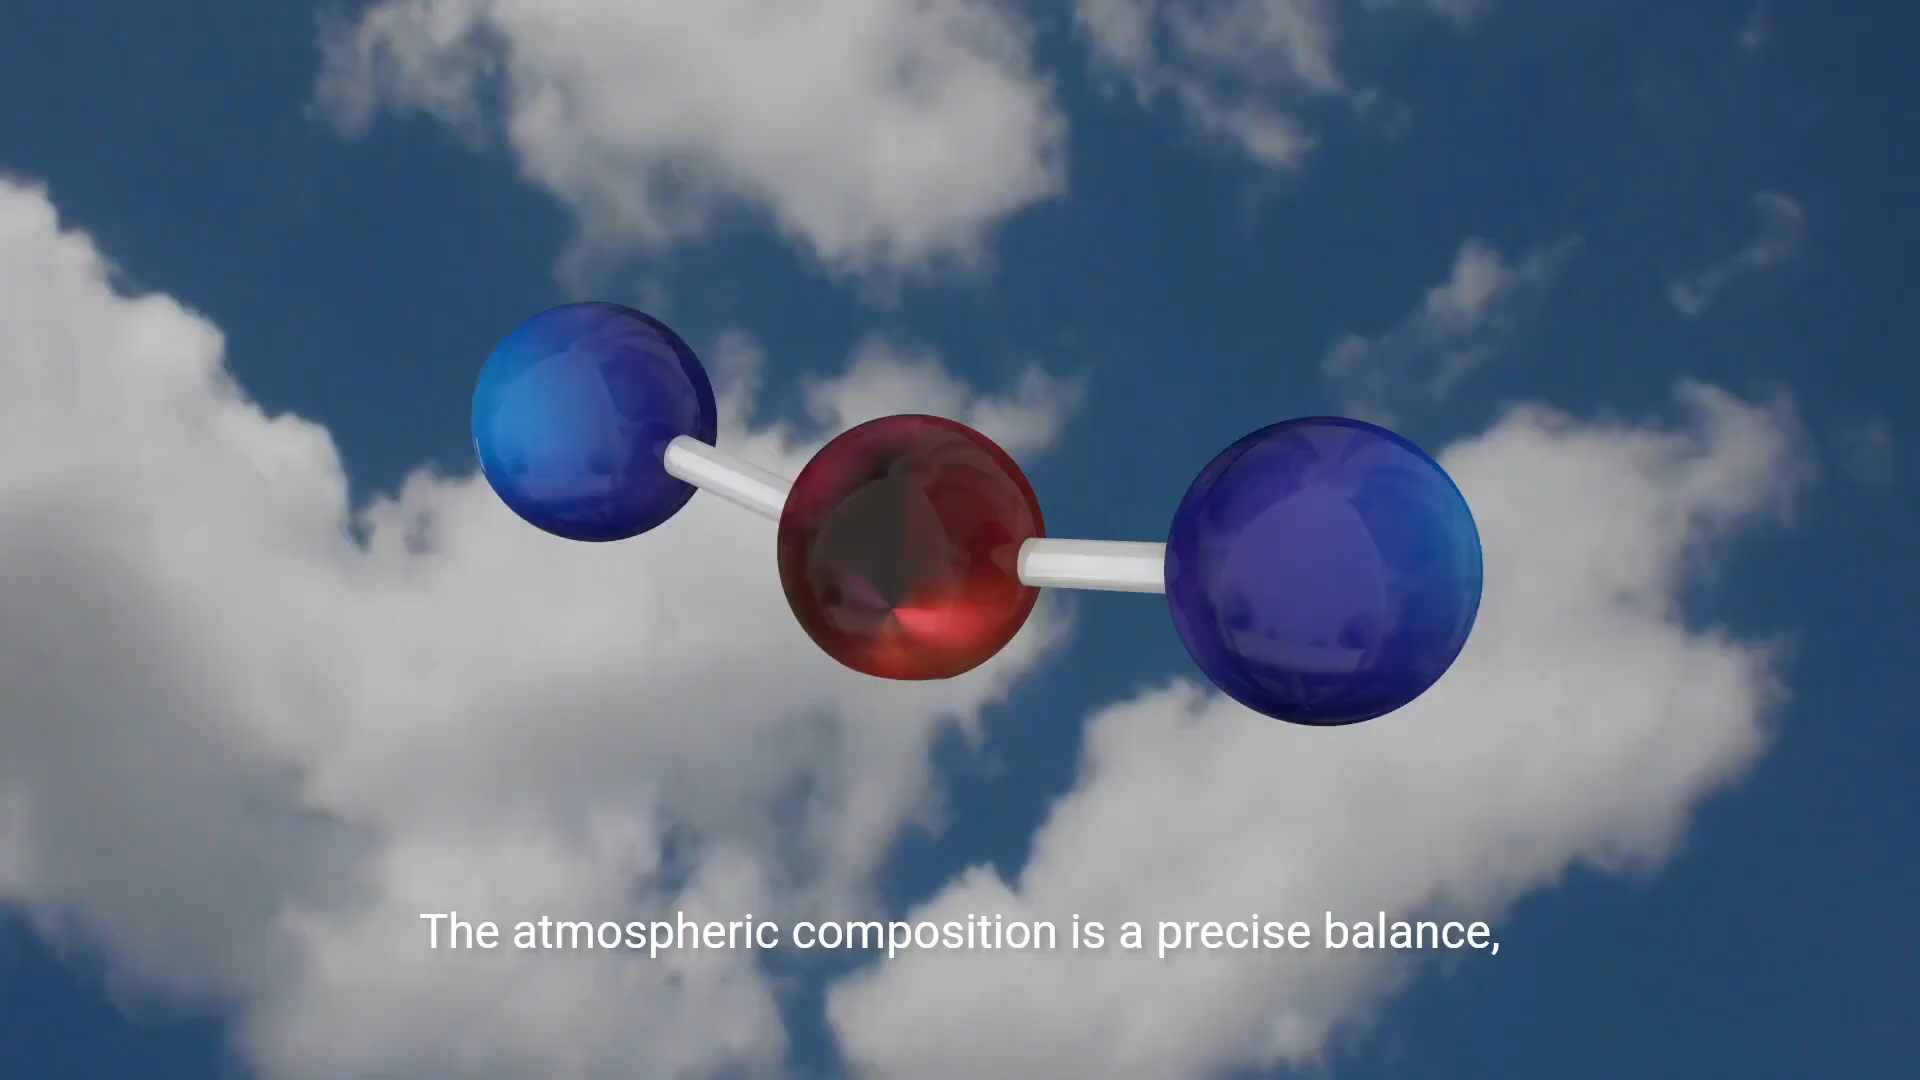 The atmospheric composition is a precise balance,